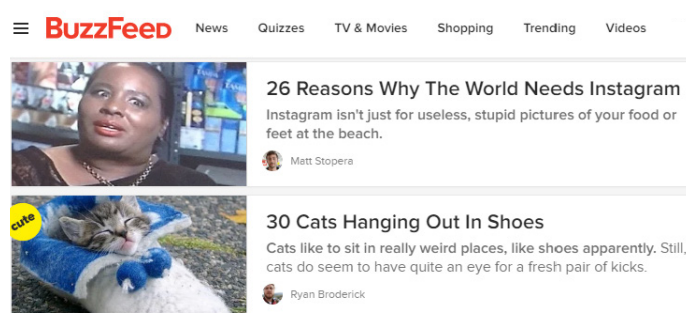 BuzzFeed News Quizzes TV & Movies Shopping Trending Videos
26 Reasons Why The World Needs Instagram
Instagram isn't just for useless, stupid pictures of your food or
feet at the beach.
Matt Stopera
cute
30 Cats Hanging Out In Shoes
Cats like to sit in really weird places, like shoes apparently. Still,
cats do seem to have quite an eye for a fresh pair of kicks.
Ryan Broderick